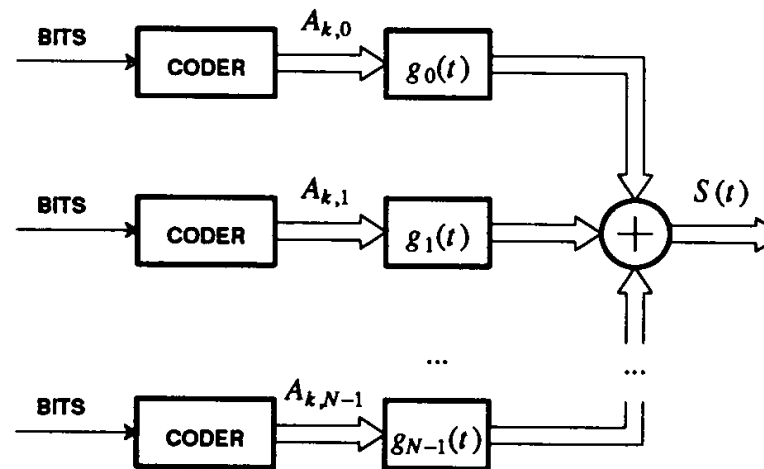 BITS
CODER
A_{k,0}
g_0(t)
BITS
CODER
A_{k,1}
g_1(t)
+
S(t)
...
...
BITS
CODER
A_{k,N-1}
g_{N-1}(t)